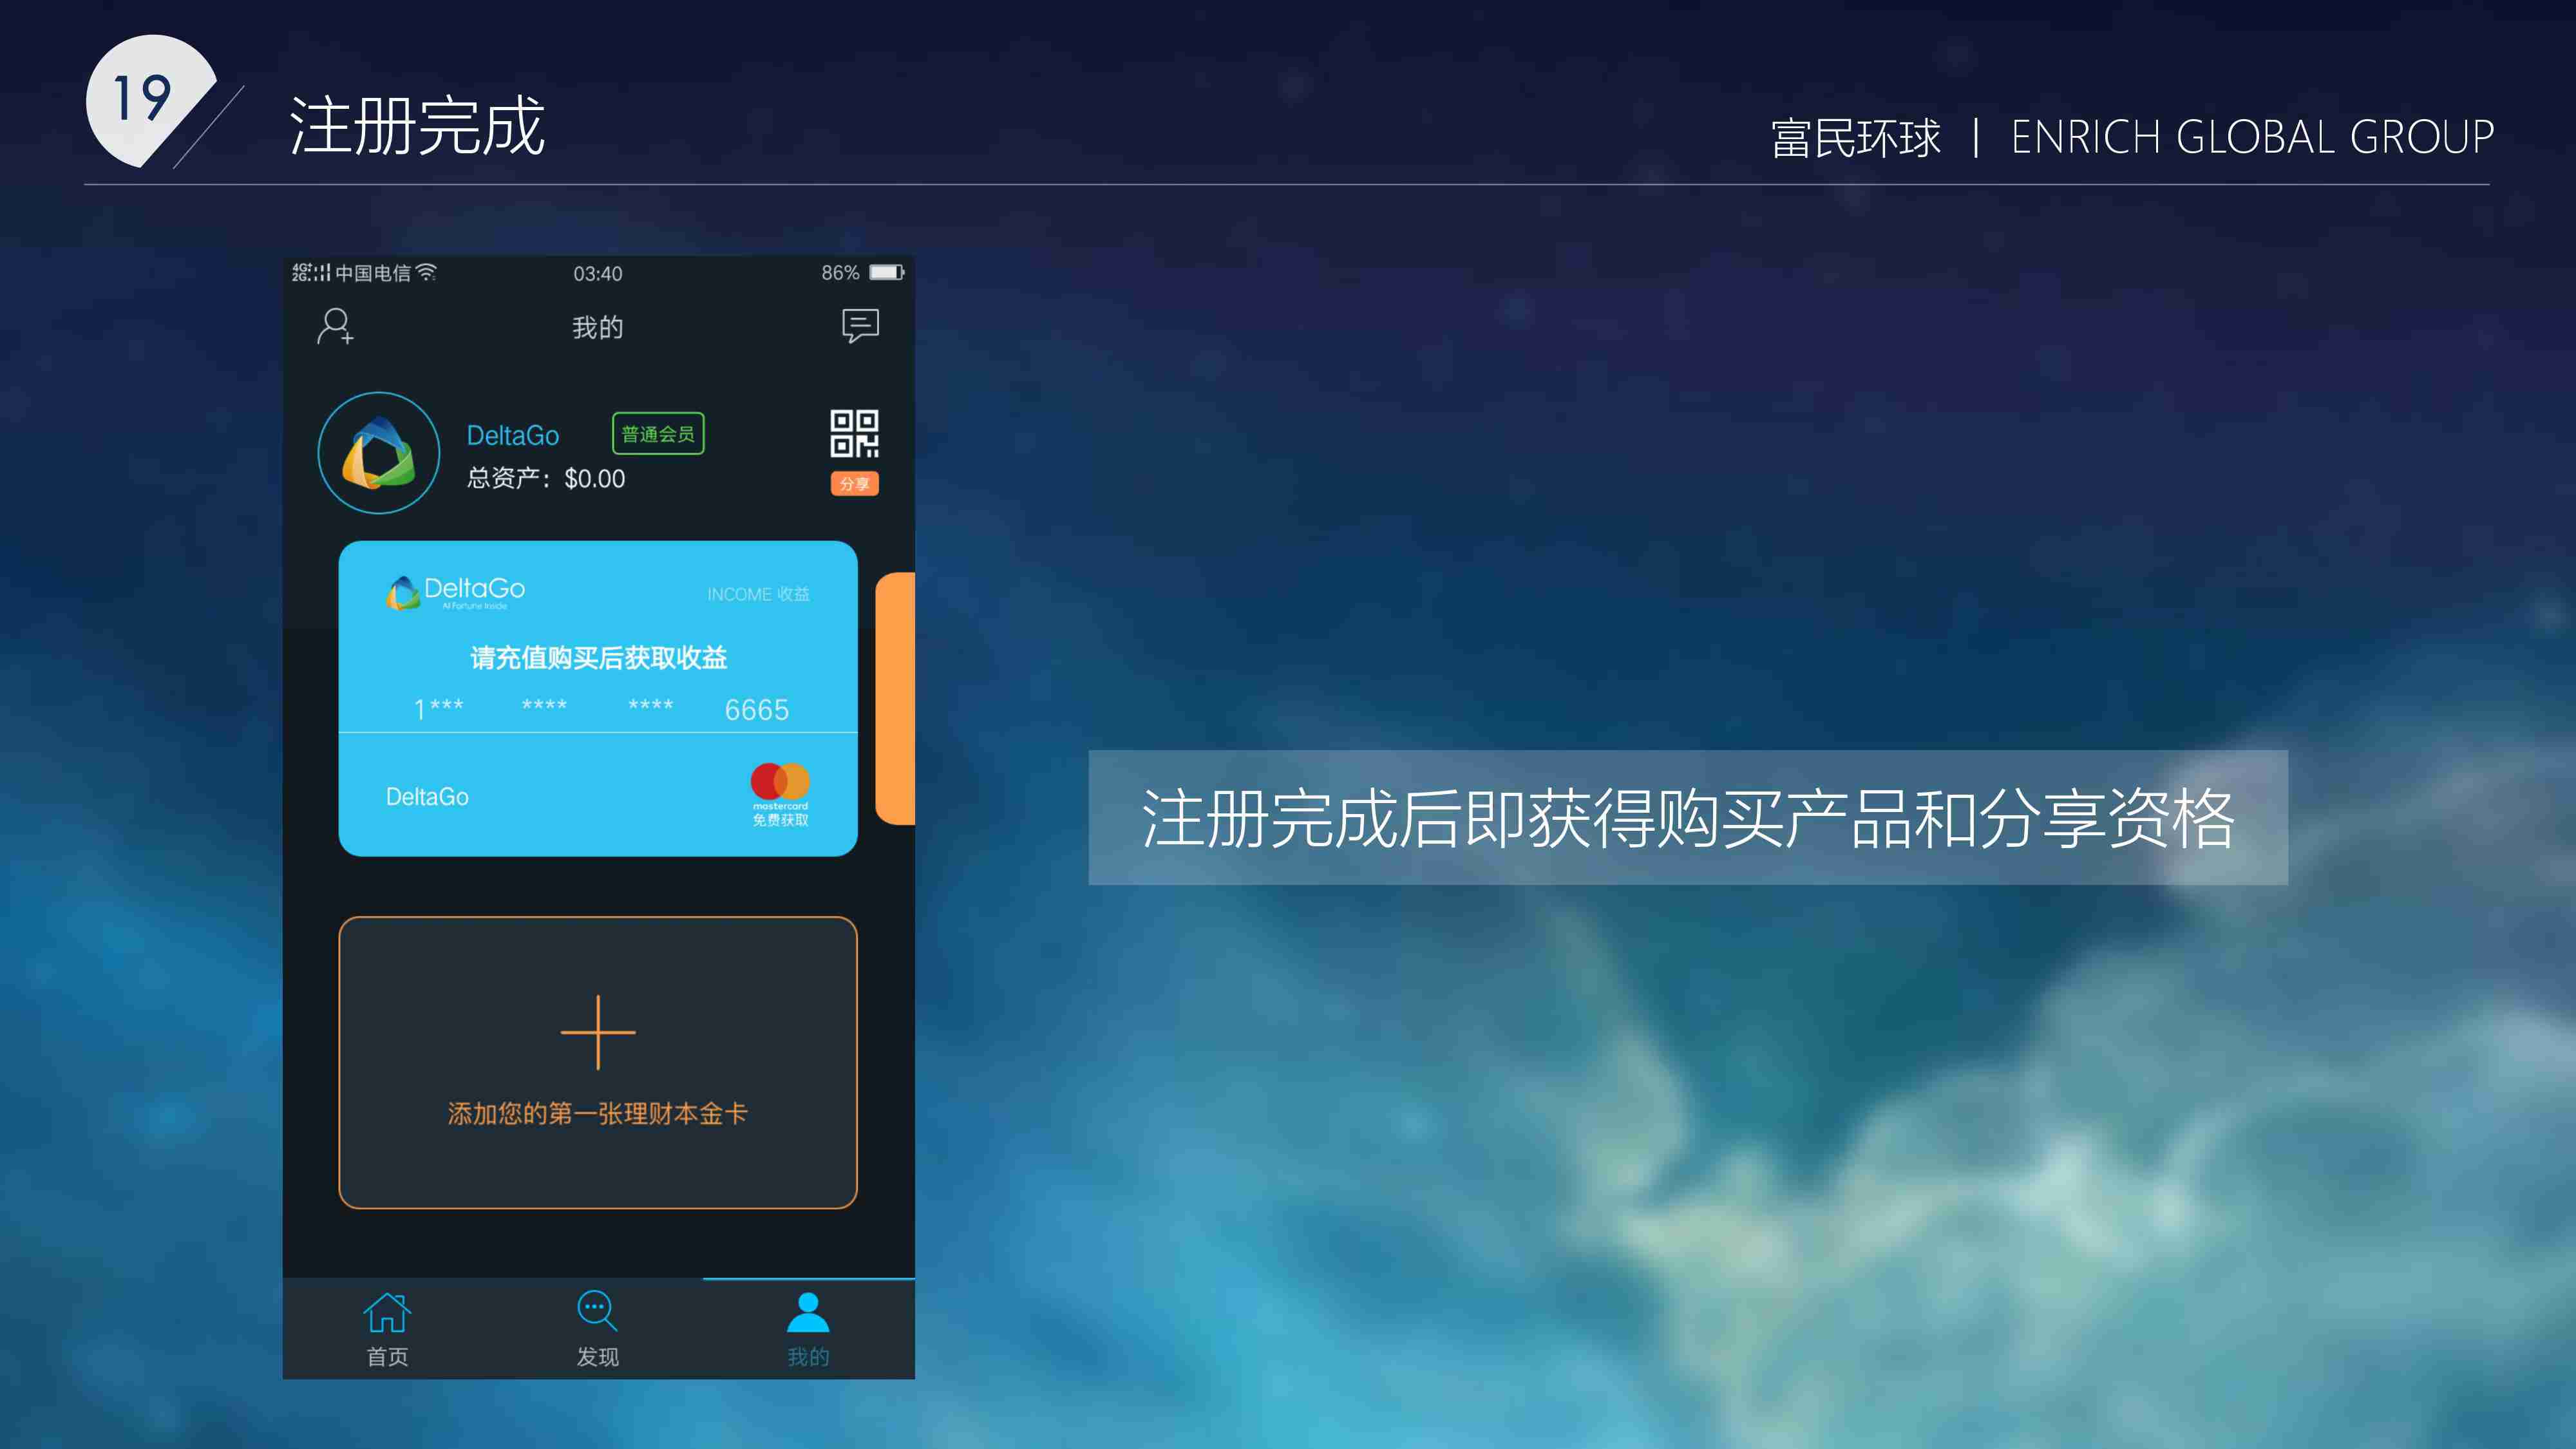 19
注册完成
富民环球 | ENRICH GLOBAL GROUP
4G+ 2G 中国电信 03:40 86%
我的
DeltaGo 普通会员
总资产：$0.00
分享
DeltaGo INCOME 收益
AI Fortune Inside
请充值购买后获取收益
1*** **** **** 6665
DeltaGo
mastercard
免费获取
注册完成后即获得购买产品和分享资格
添加您的第一张理财本金卡
首页 发现 我的